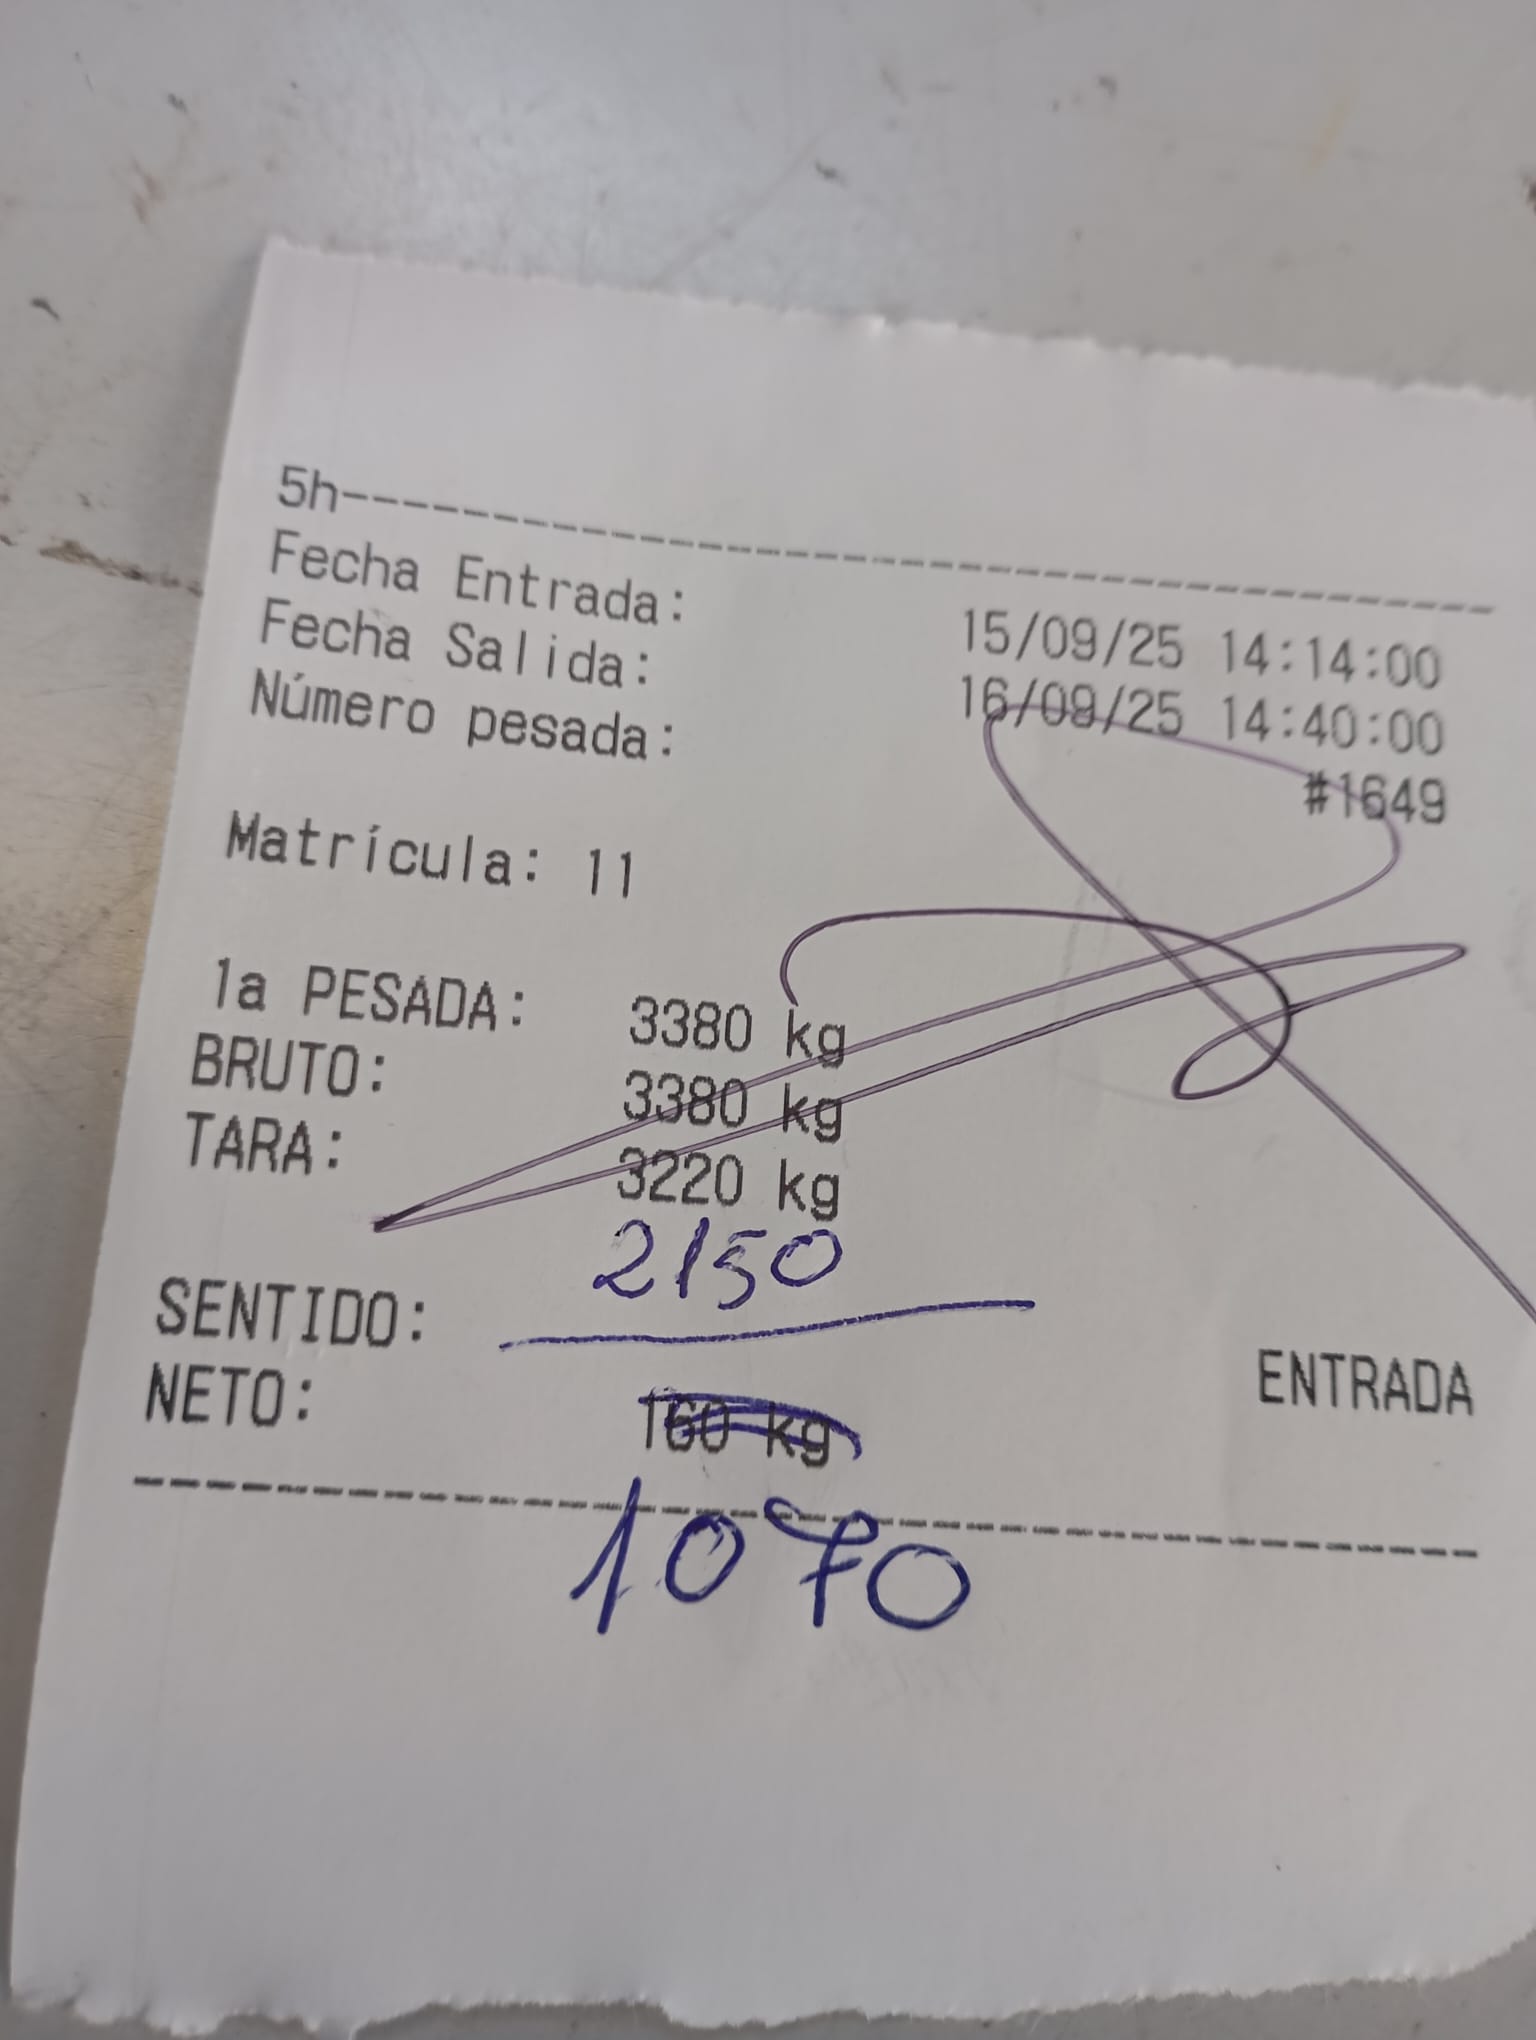 5h--------------------------------------
Fecha Entrada: 15/09/25 14:14:00
Fecha Salida: 16/09/25 14:40:00
Número pesada: #1649
Matrícula: 11
1a PESADA: 3380 kg
BRUTO: 3380 kg
TARA: 3220 kg
2150
SENTIDO: ENTRADA
NETO: 160 kg
1070